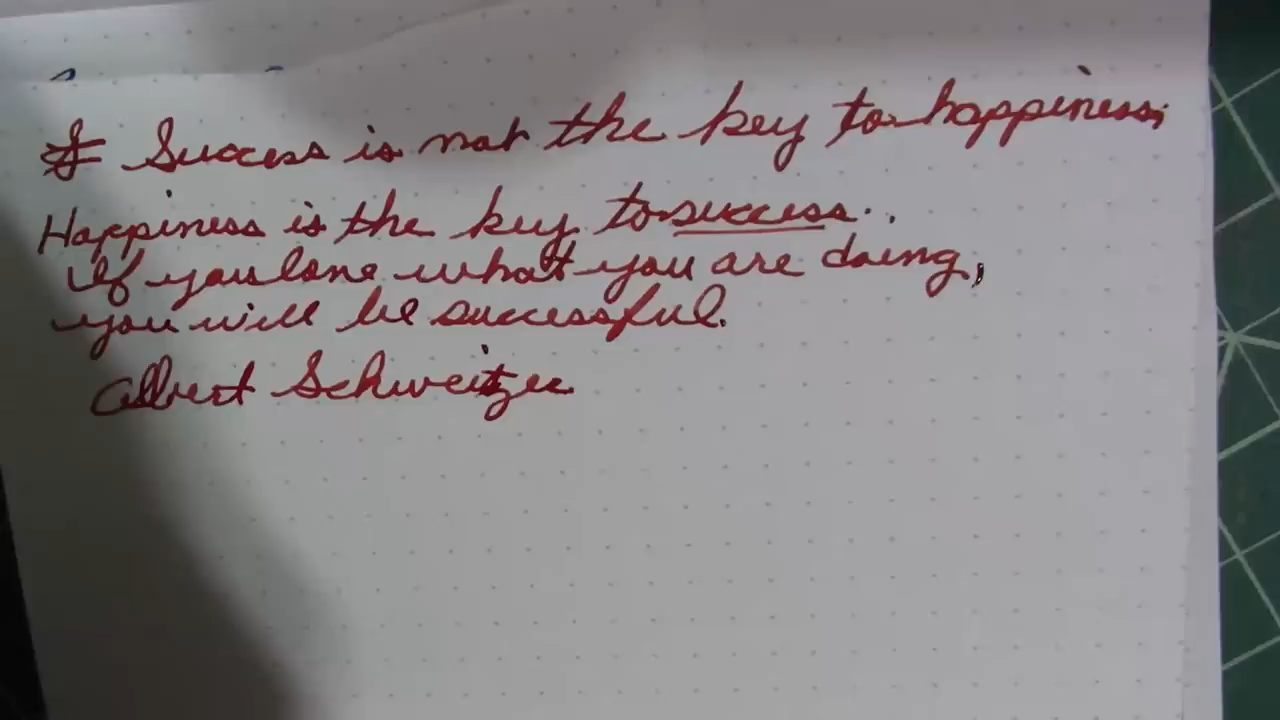 Success is not the key to happiness;
Happiness is the key to success..
If you love what you are doing,
you will be successful.
Albert Schweitzer